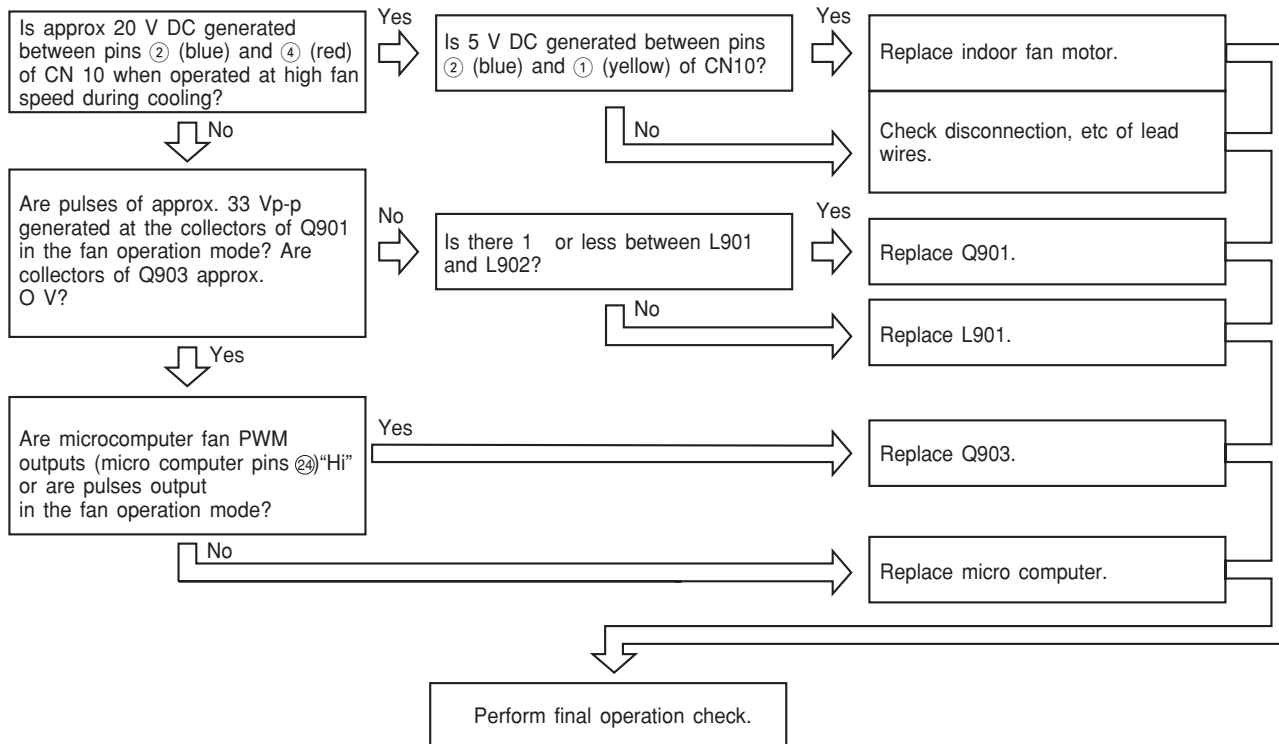 Is approx 20 V DC generated
between pins ② (blue) and ④ (red)
of CN 10 when operated at high fan
speed during cooling?
Yes
Is 5 V DC generated between pins
② (blue) and ① (yellow) of CN10?
Yes
Replace indoor fan motor.
No
No
Check disconnection, etc of lead
wires.
Are pulses of approx. 33 Vp-p
generated at the collectors of Q901
in the fan operation mode? Are
collectors of Q903 approx.
O V?
No
Is there 1 or less between L901
and L902?
Yes
Replace Q901.
No
Replace L901.
Yes
Are microcomputer fan PWM
outputs (micro computer pins ㉔)“Hi”
or are pulses output
in the fan operation mode?
Yes
Replace Q903.
No
Replace micro computer.
Perform final operation check.